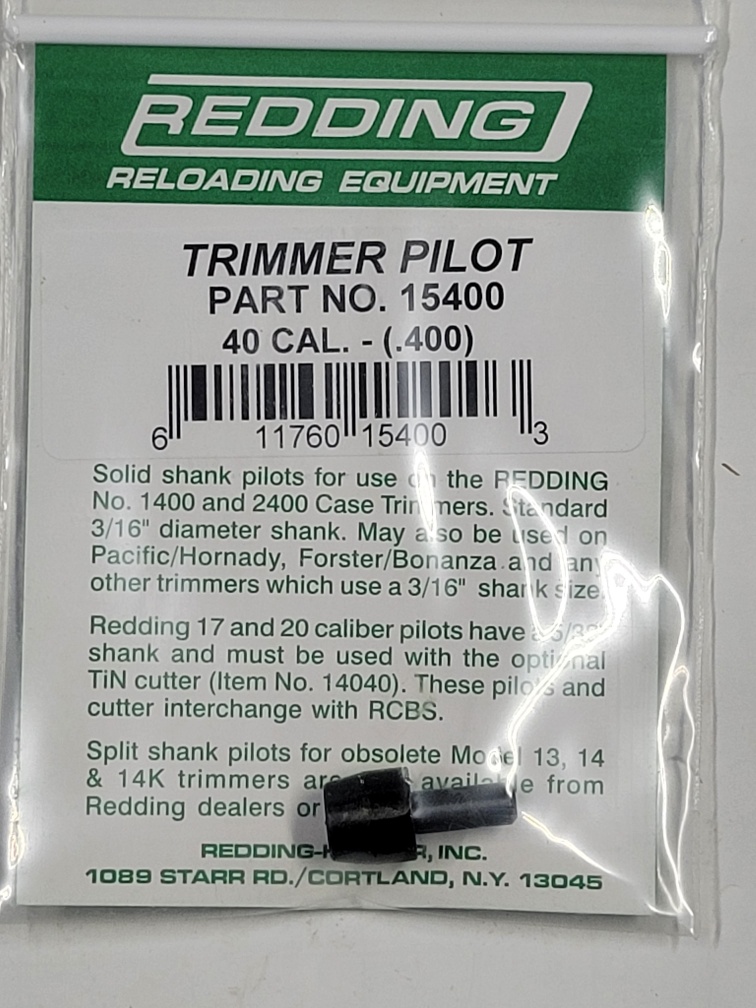 REDDING
RELOADING EQUIPMENT
TRIMMER PILOT
PART NO. 15400
40 CAL. - (.400)
6 11760 15400 3
Solid shank pilots for use on the REDDING
No. 1400 and 2400 Case Trimmers. Standard
3/16" diameter shank. May also be used on
Pacific/Hornady, Forster/Bonanza and any
other trimmers which use a 3/16" shank size.
Redding 17 and 20 caliber pilots have a
shank and must be used with the optional
TiN cutter (Item No. 14040). These pilots and
cutter interchange with RCBS.
Split shank pilots for obsolete Model 13, 14
& 14K trimmers are available from
Redding dealers or
REDDING- , INC.
1089 STARR RD./CORTLAND, N.Y. 13045